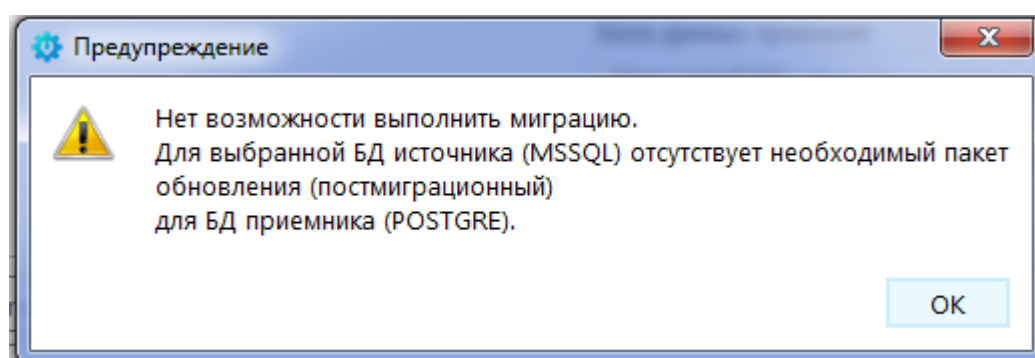 Предупреждение
Нет возможности выполнить миграцию.
Для выбранной БД источника (MSSQL) отсутствует необходимый пакет
обновления (постмиграционный)
для БД приемника (POSTGRE).
OK